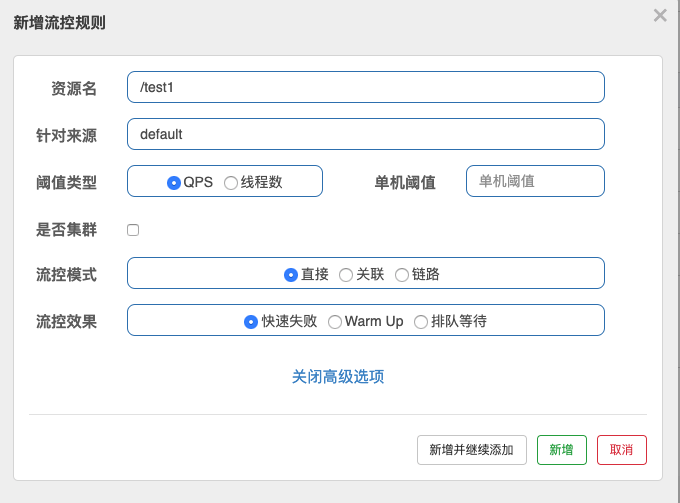 新增流控规则
资源名 /test1
针对来源 default
阈值类型 QPS 线程数 单机阈值 单机阈值
是否集群
流控模式 直接 关联 链路
流控效果 快速失败 Warm Up 排队等待
关闭高级选项
新增并继续添加 新增 取消